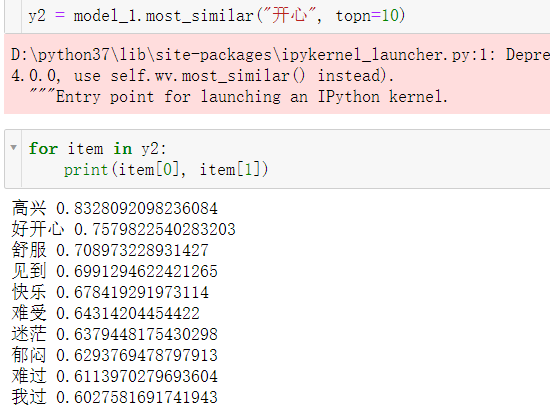 y2 = model_1.most_similar("开心", topn=10)
D:\python37\lib\site-packages\ipykernel_launcher.py:1: Depre
4.0.0, use self.wv.most_similar() instead).
"""Entry point for launching an IPython kernel.
for item in y2:
print(item[0], item[1])
高兴 0.8328092098236084
好开心 0.7579822540283203
舒服 0.708973228931427
见到 0.6991294622421265
快乐 0.678419291973114
难受 0.64314204454422
迷茫 0.6379448175430298
郁闷 0.6293769478797913
难过 0.6113970279693604
我过 0.6027581691741943